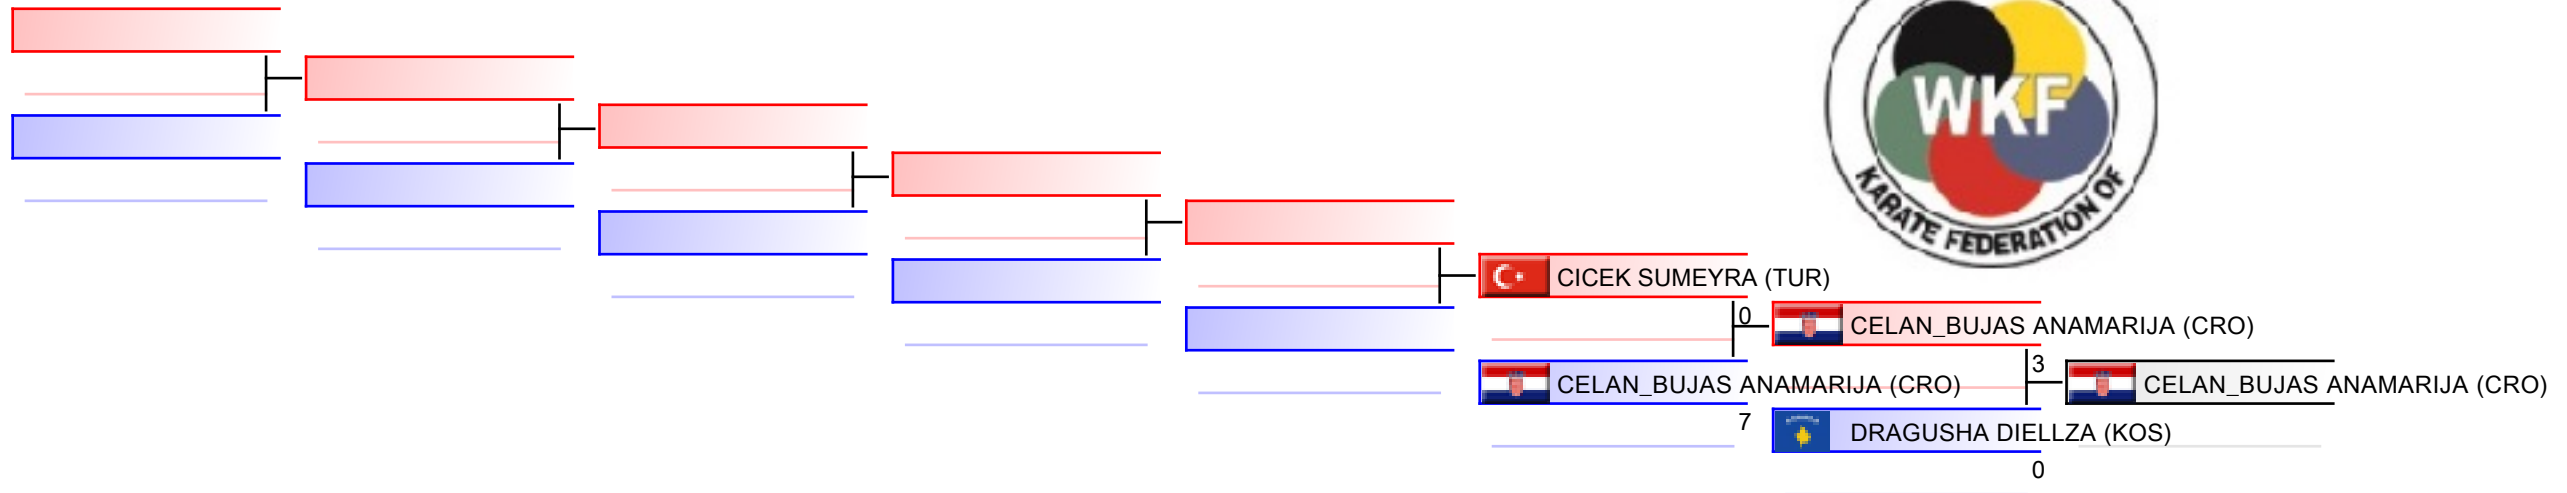 WKF
KARATE FEDERATION OF
CICEK SUMEYRA (TUR)
0
CELAN_BUJAS ANAMARIJA (CRO)
3
CELAN_BUJAS ANAMARIJA (CRO)
CELAN_BUJAS ANAMARIJA (CRO)
7
DRAGUSHA DIELLZA (KOS)
0